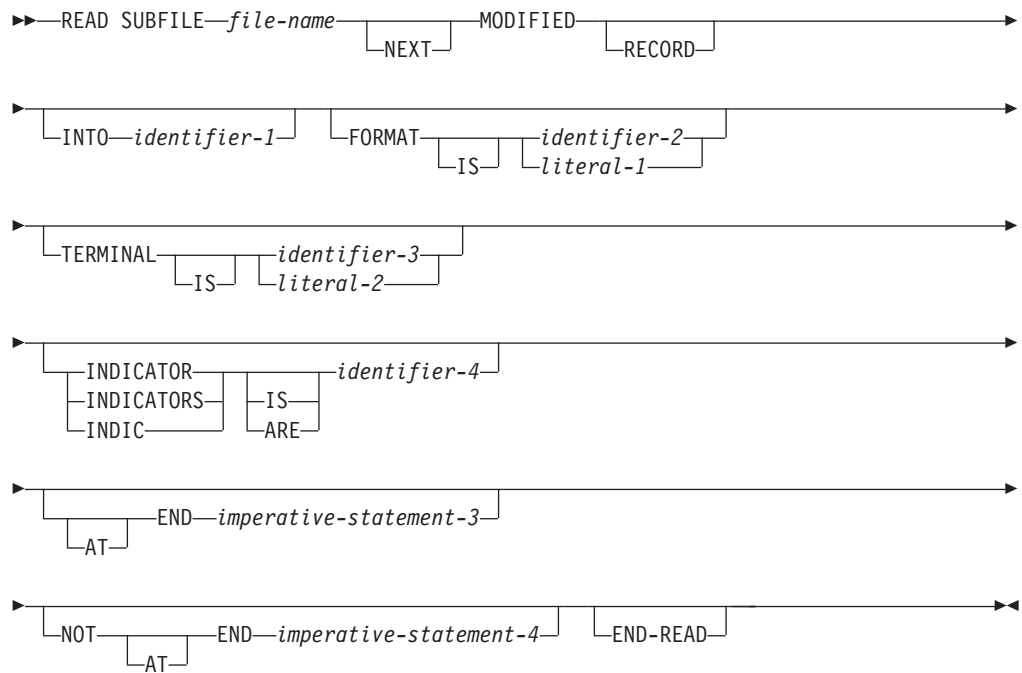 READ SUBFILE file-name MODIFIED
NEXT RECORD
INTO identifier-1 FORMAT identifier-2
IS literal-1
TERMINAL identifier-3
IS literal-2
INDICATOR identifier-4
INDICATORS IS
INDIC ARE
END imperative-statement-3
AT
NOT END imperative-statement-4 END-READ
AT